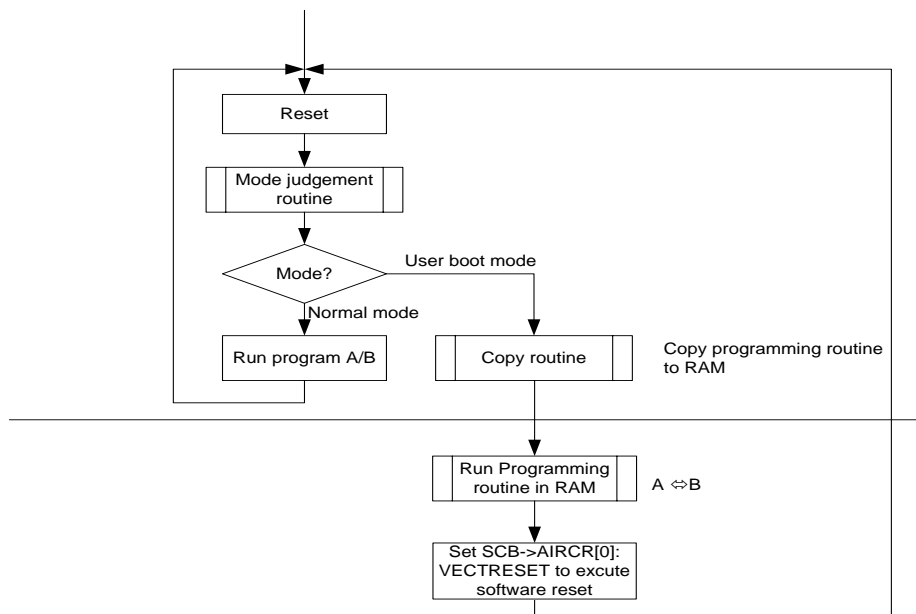 Reset
Mode judgement
routine
Mode?
User boot mode
Normal mode
Run program A/B
Copy routine
Copy programming routine
to RAM
Run Programming
routine in RAM
A ⇔B
Set SCB->AIRCR[0]:
VECTRESET to excute
software reset